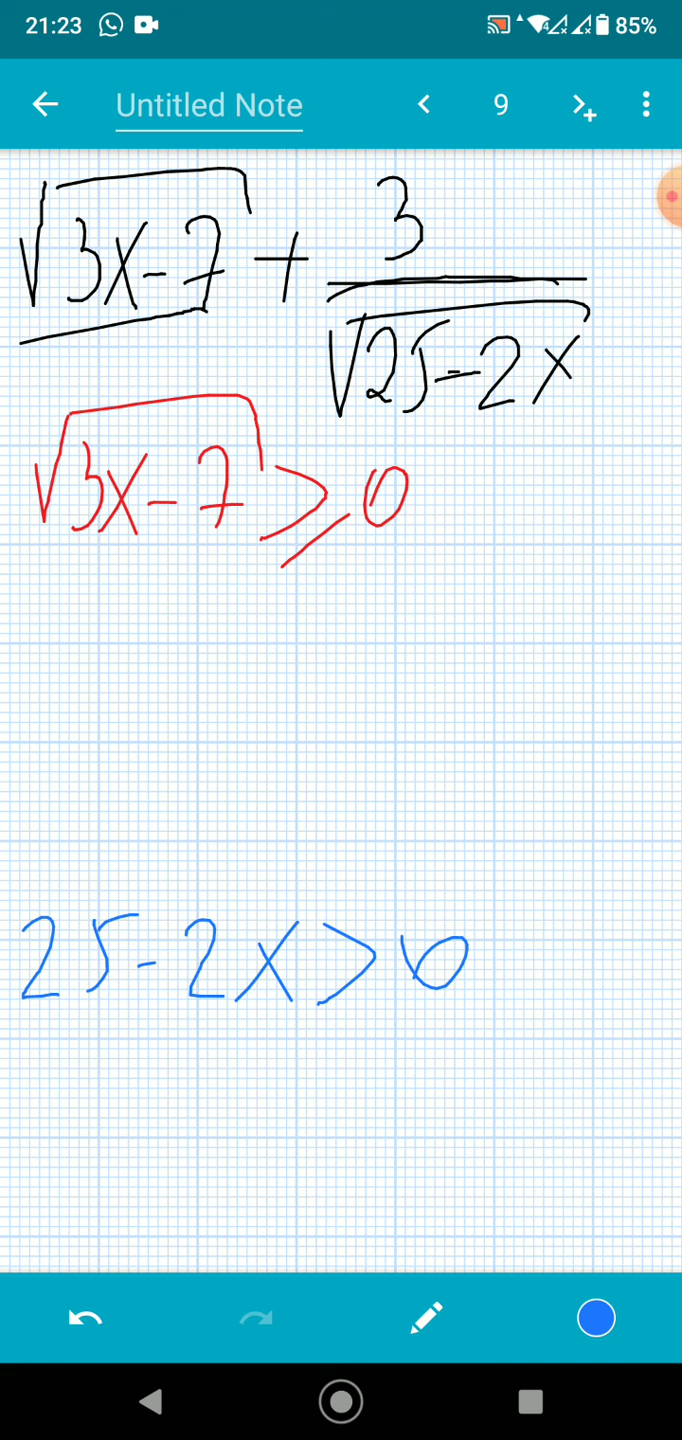 21:23 85%
Untitled Note 9
√3x-7 + 3/√25-2x
√3x-7 ⩾ 0
25-2x>0